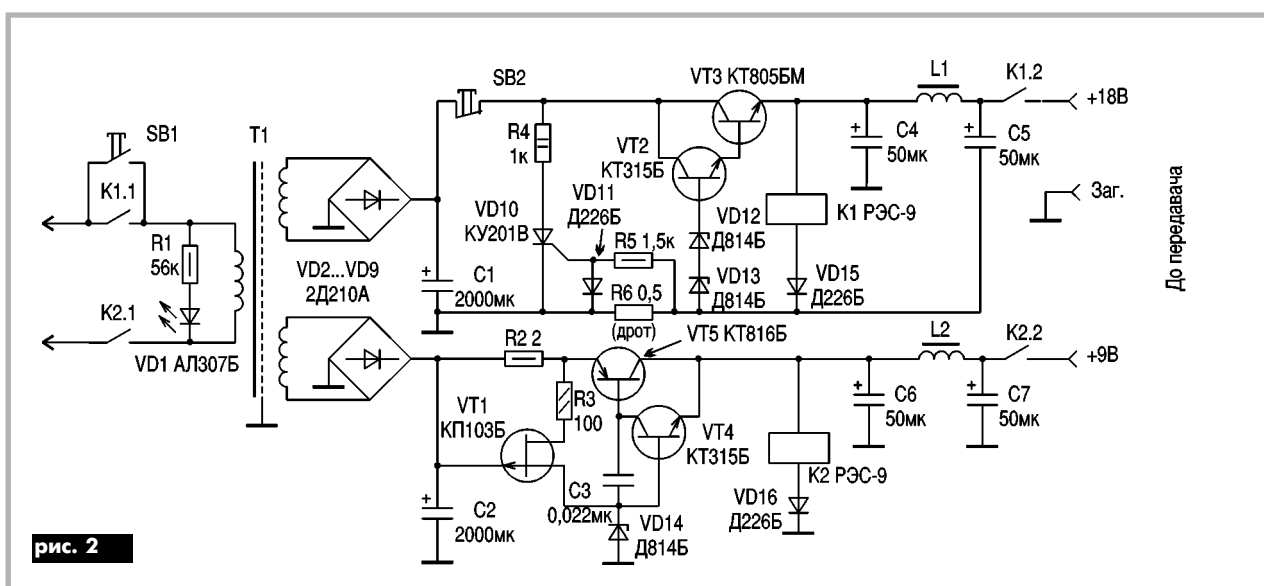 SB1
K1.1
R1
56к
K2.1
VD1 АЛ307Б
T1
VD2...VD9
2Д210А
C1
2000мк
SB2
R4
1к
VD10
КУ201В
VD11
Д226Б
R5 1,5к
R6 0,5
(дрот)
VT3 КТ805БМ
VT2
КТ315Б
VD12
Д814Б
VD13
Д814Б
K1 РЭС-9
VD15
Д226Б
C4
50мк
L1
C5
50мк
K1.2
+18В
Заг.
До передавача
C2
2000мк
R2 2
R3
100
VT1
КП103Б
VT5 КТ816Б
VT4
КТ315Б
C3
0,022мк
VD14
Д814Б
K2 РЭС-9
VD16
Д226Б
C6
50мк
L2
C7
50мк
K2.2
+9В
рис. 2